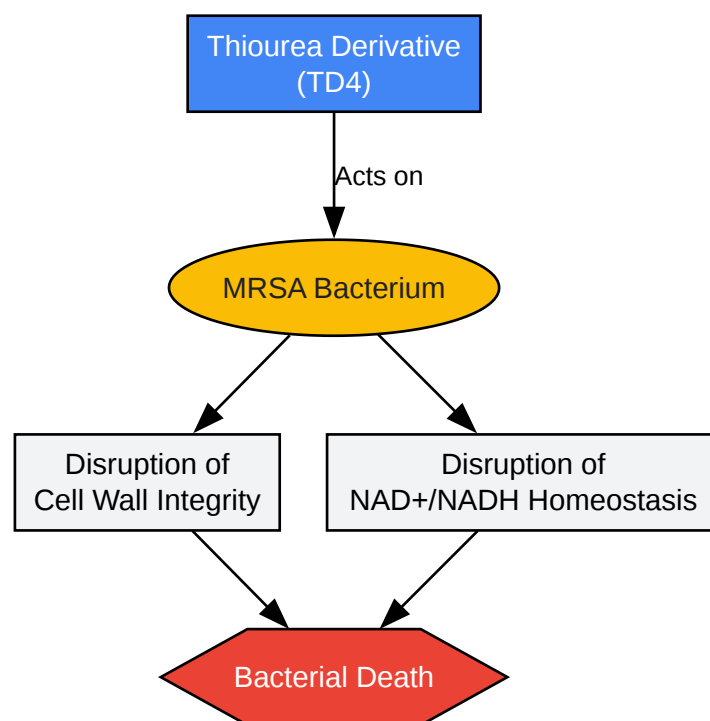 Thiourea Derivative
(TD4)
Acts on
MRSA Bacterium
Disruption of
Cell Wall Integrity
Disruption of
NAD+/NADH Homeostasis
Bacterial Death